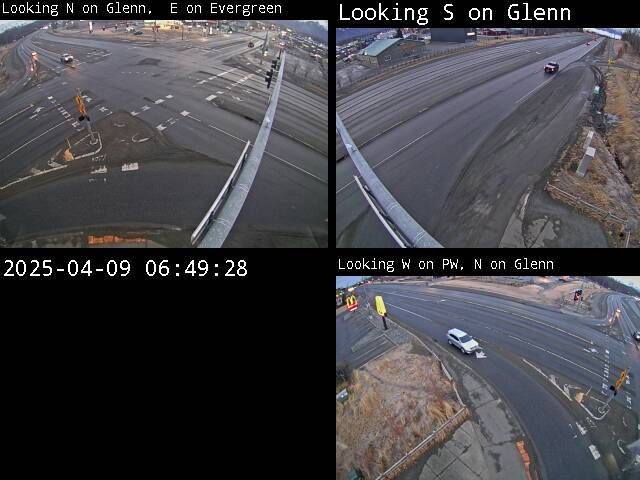 Looking N on Glenn,  E on Evergreen
Looking S on Glenn
2025-04-09 06:49:28
Looking W on PW, N on Glenn